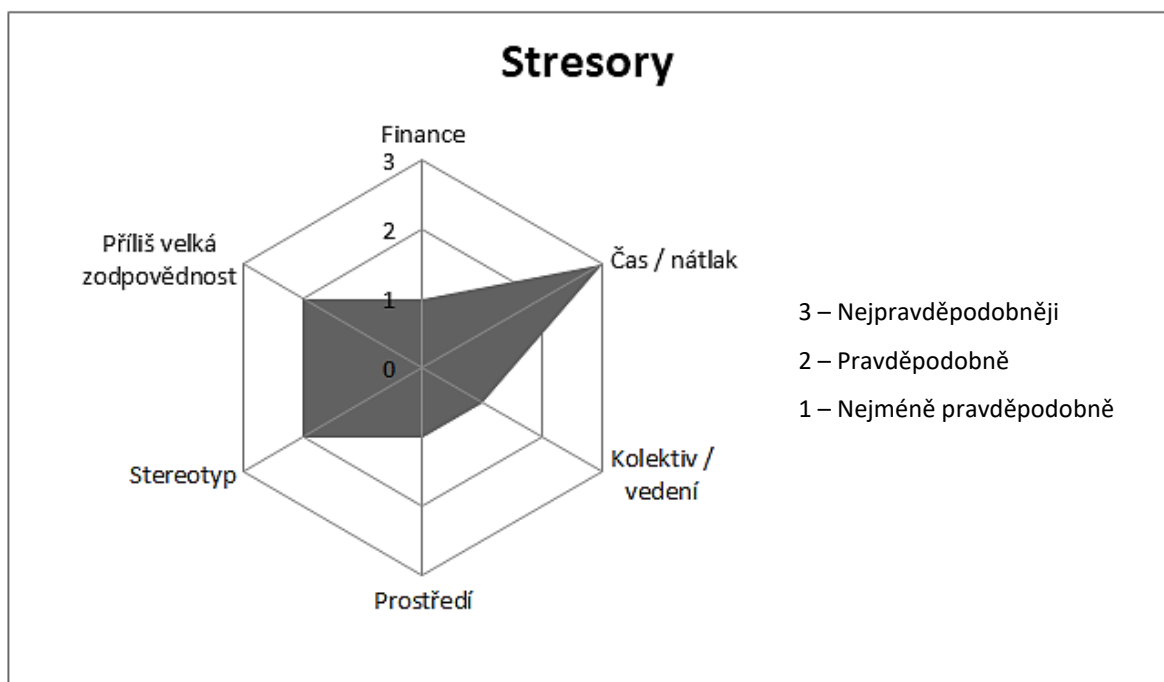 Stresory
Finance
3
2
1
0
Čas / nátlak
Kolektiv /
vedení
Prostředí
Stereotyp
Příliš velká
zodpovědnost
3 – Nejpravděpodobněji
2 – Pravděpodobně
1 – Nejméně pravděpodobně